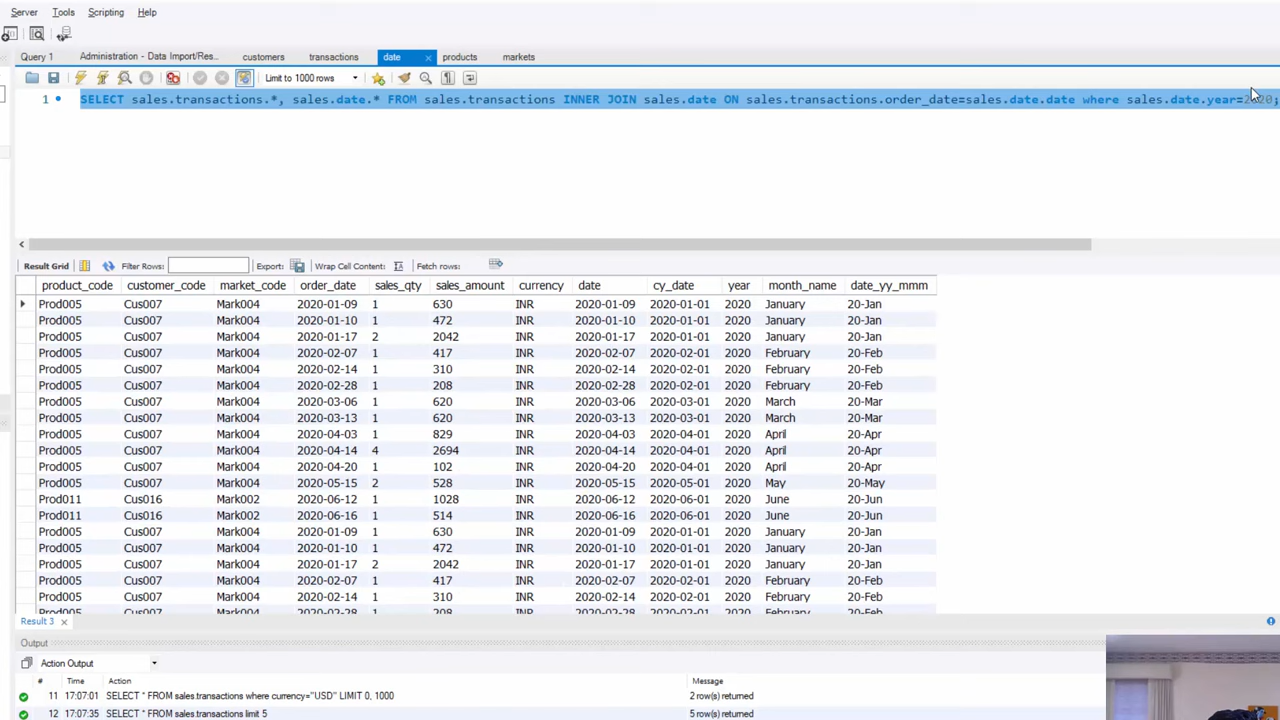 Server Tools Scripting Help
Query 1 Administration - Data Import/Res... customers transactions date x products markets
Limit to 1000 rows
1 SELECT sales.transactions.*, sales.date.* FROM sales.transactions INNER JOIN sales.date ON sales.transactions.order_date=sales.date.date where sales.date.year=2020;
Result Grid Filter Rows: Export: Wrap Cell Content: Fetch rows:
product_code customer_code market_code order_date sales_qty sales_amount currency date cy_date year month_name date_yy_mmm
Prod005 Cus007 Mark004 2020-01-09 1 630 INR 2020-01-09 2020-01-01 2020 January 20-Jan
Prod005 Cus007 Mark004 2020-01-10 1 472 INR 2020-01-10 2020-01-01 2020 January 20-Jan
Prod005 Cus007 Mark004 2020-01-17 2 2042 INR 2020-01-17 2020-01-01 2020 January 20-Jan
Prod005 Cus007 Mark004 2020-02-07 1 417 INR 2020-02-07 2020-02-01 2020 February 20-Feb
Prod005 Cus007 Mark004 2020-02-14 1 310 INR 2020-02-14 2020-02-01 2020 February 20-Feb
Prod005 Cus007 Mark004 2020-02-28 1 208 INR 2020-02-28 2020-02-01 2020 February 20-Feb
Prod005 Cus007 Mark004 2020-03-06 1 620 INR 2020-03-06 2020-03-01 2020 March 20-Mar
Prod005 Cus007 Mark004 2020-03-13 1 620 INR 2020-03-13 2020-03-01 2020 March 20-Mar
Prod005 Cus007 Mark004 2020-04-03 1 829 INR 2020-04-03 2020-04-01 2020 April 20-Apr
Prod005 Cus007 Mark004 2020-04-14 4 2694 INR 2020-04-14 2020-04-01 2020 April 20-Apr
Prod005 Cus007 Mark004 2020-04-20 1 102 INR 2020-04-20 2020-04-01 2020 April 20-Apr
Prod005 Cus007 Mark004 2020-05-15 2 528 INR 2020-05-15 2020-05-01 2020 May 20-May
Prod011 Cus016 Mark002 2020-06-12 1 1028 INR 2020-06-12 2020-06-01 2020 June 20-Jun
Prod011 Cus016 Mark002 2020-06-16 1 514 INR 2020-06-16 2020-06-01 2020 June 20-Jun
Prod005 Cus007 Mark004 2020-01-09 1 630 INR 2020-01-09 2020-01-01 2020 January 20-Jan
Prod005 Cus007 Mark004 2020-01-10 1 472 INR 2020-01-10 2020-01-01 2020 January 20-Jan
Prod005 Cus007 Mark004 2020-01-17 2 2042 INR 2020-01-17 2020-01-01 2020 January 20-Jan
Prod005 Cus007 Mark004 2020-02-07 1 417 INR 2020-02-07 2020-02-01 2020 February 20-Feb
Prod005 Cus007 Mark004 2020-02-14 1 310 INR 2020-02-14 2020-02-01 2020 February 20-Feb
Prod005 Cus007 Mark004 2020-02-28 1 208 INR 2020-02-28 2020-02-01 2020 February 20-Feb
Result 3 x
Output
Action Output
# Time Action Message
11 17:07:01 SELECT * FROM sales.transactions where currency="USD" LIMIT 0, 1000 2 row(s) returned
12 17:07:35 SELECT * FROM sales.transactions limit 5 5 row(s) returned